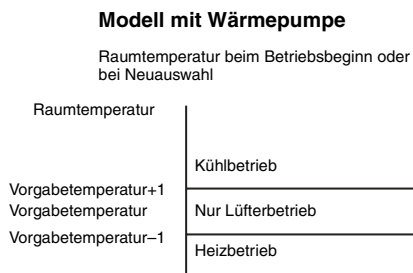 Modell mit Wärmepumpe
Raumtemperatur beim Betriebsbeginn oder
bei Neuauswahl
Raumtemperatur
Kühlbetrieb
Vorgabetemperatur+1
Vorgabetemperatur
Nur Lüfterbetrieb
Vorgabetemperatur–1
Heizbetrieb